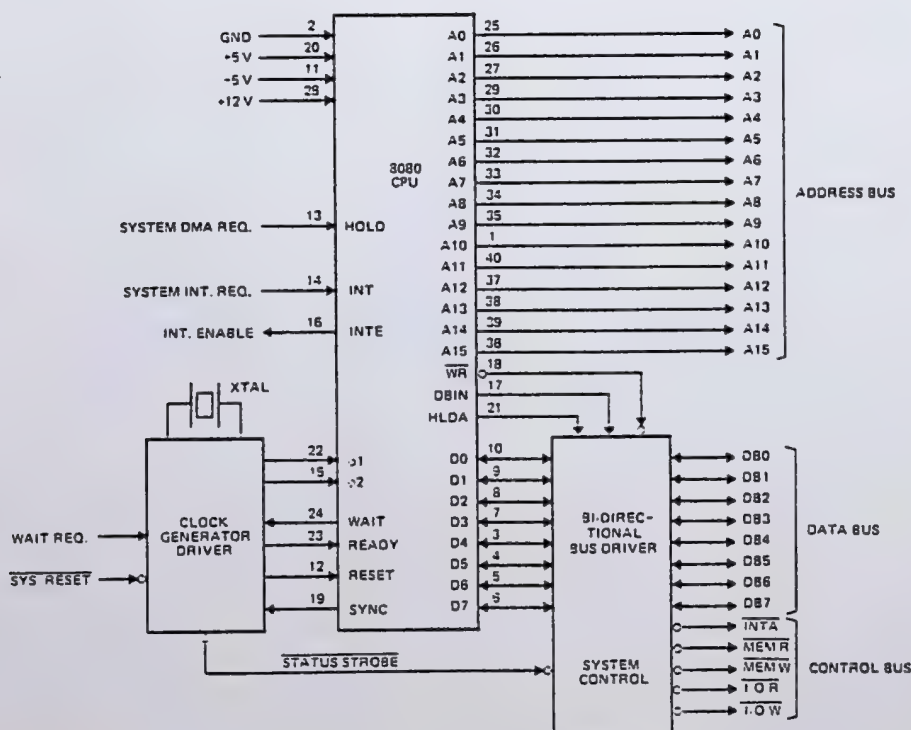 GND 2 A0 25 A0
+5 V 20 A1 26 A1
+5 V 11 A2 27 A2
+12 V 28 A3 29 A3
A4 30 A4
A5 31 A5
8080 A6 32 A6
CPU A7 33 A7
ADDRESS BUS
A8 34 A8
SYSTEM DMA REQ. 13 HOLD A9 35 A9
A10 1 A10
A11 40 A11
SYSTEM INT. REQ. 14 INT A12 37 A12
A13 38 A13
INT. ENABLE 16 INTE A14 39 A14
A15 36 A15
WR 18
XTAL DBIN 17
HLDA 21
22 φ1 D0 10 DB0
15 φ2 D1 9 DB1
D2 8 DB2
CLOCK
GENERATOR
DRIVER
24 WAIT D3 7 DB3
BI-DIREC-
TIONAL
BUS DRIVER
DATA BUS
WAIT REQ. 23 READY D4 3 DB4
D5 4 DB5
SYS RESET 12 RESET D6 5 DB6
19 SYNC D7 6 DB7
INTA
MEM R
STATUS STROBE
SYSTEM
CONTROL
MEM W
CONTROL BUS
I/O R
I/O W